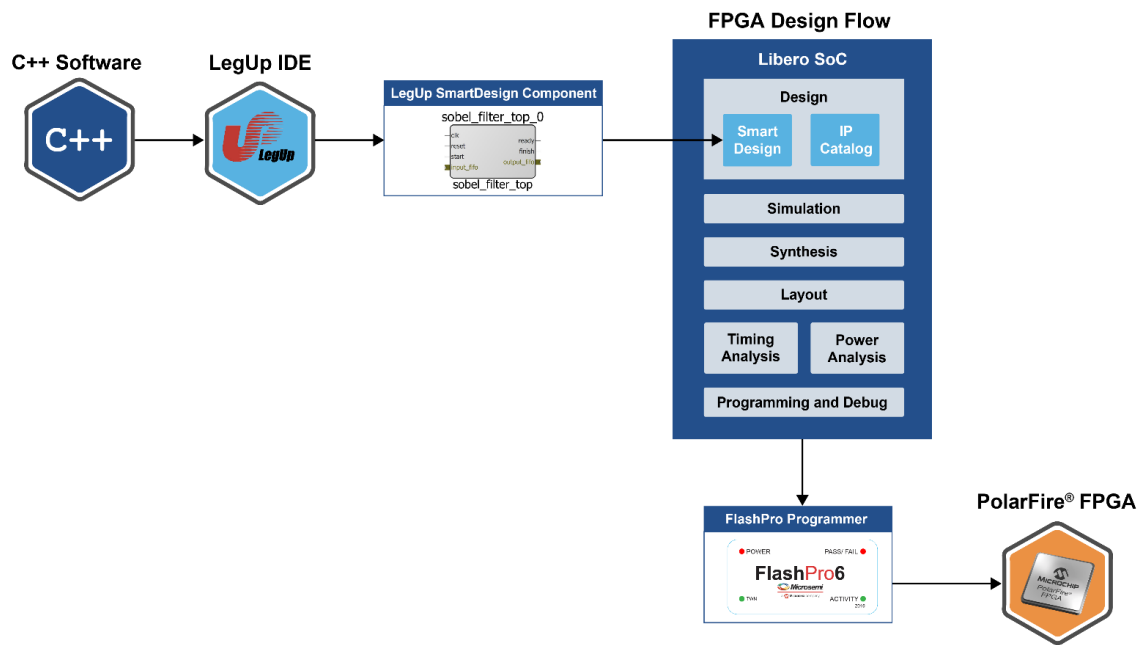 FPGA Design Flow
C++ Software
LegUp IDE
C++
LegUp
LegUp SmartDesign Component
sobel_filter_top_0
clk
reset
start
input_fifo
ready
finish
output_fifo
sobel_filter_top
Libero SoC
Design
Smart
Design
IP
Catalog
Simulation
Synthesis
Layout
Timing
Analysis
Power
Analysis
Programming and Debug
FlashPro Programmer
POWER
PASS/ FAIL
FlashPro6
Microsemi
ACTIVITY
2018
PolarFire® FPGA
MICROCHIP
PolarFire™
FPGA